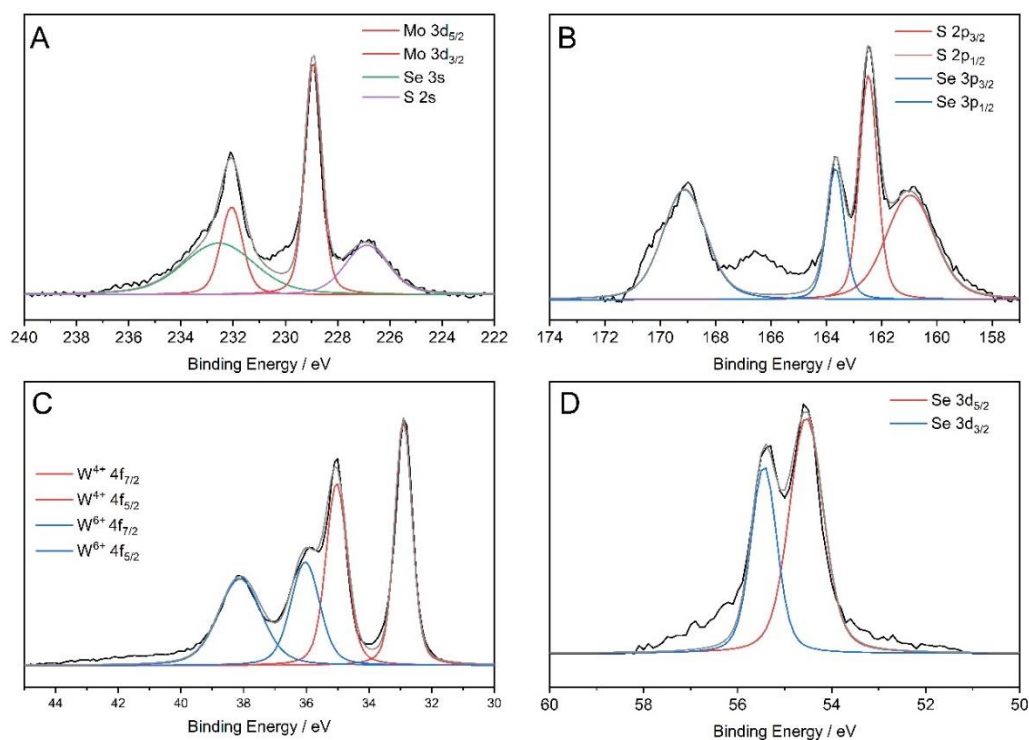 A
Mo 3d5/2
Mo 3d3/2
Se 3s
S 2s
240 238 236 234 232 230 228 226 224 222
Binding Energy / eV
B
S 2p3/2
S 2p1/2
Se 3p3/2
Se 3p1/2
174 172 170 168 166 164 162 160 158
Binding Energy / eV
C
W4+ 4f7/2
W4+ 4f5/2
W6+ 4f7/2
W6+ 4f5/2
44 42 40 38 36 34 32 30
Binding Energy / eV
D
Se 3d5/2
Se 3d3/2
60 58 56 54 52 50
Binding Energy / eV